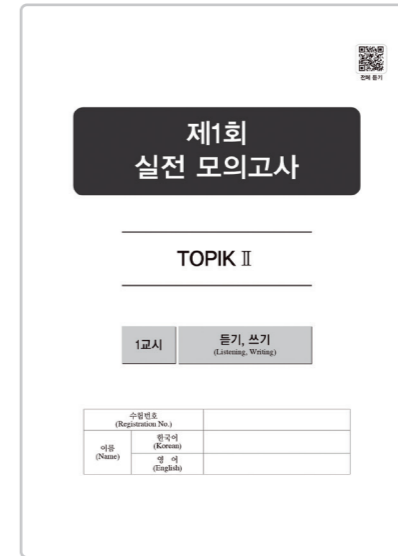 전체 듣기
제1회
실전 모의고사
TOPIK Ⅱ
1교시
듣기, 쓰기
(Listening, Writing)
수험번호
(Registration No.)
이름
(Name)
한국어
(Korean)
영 어
(English)